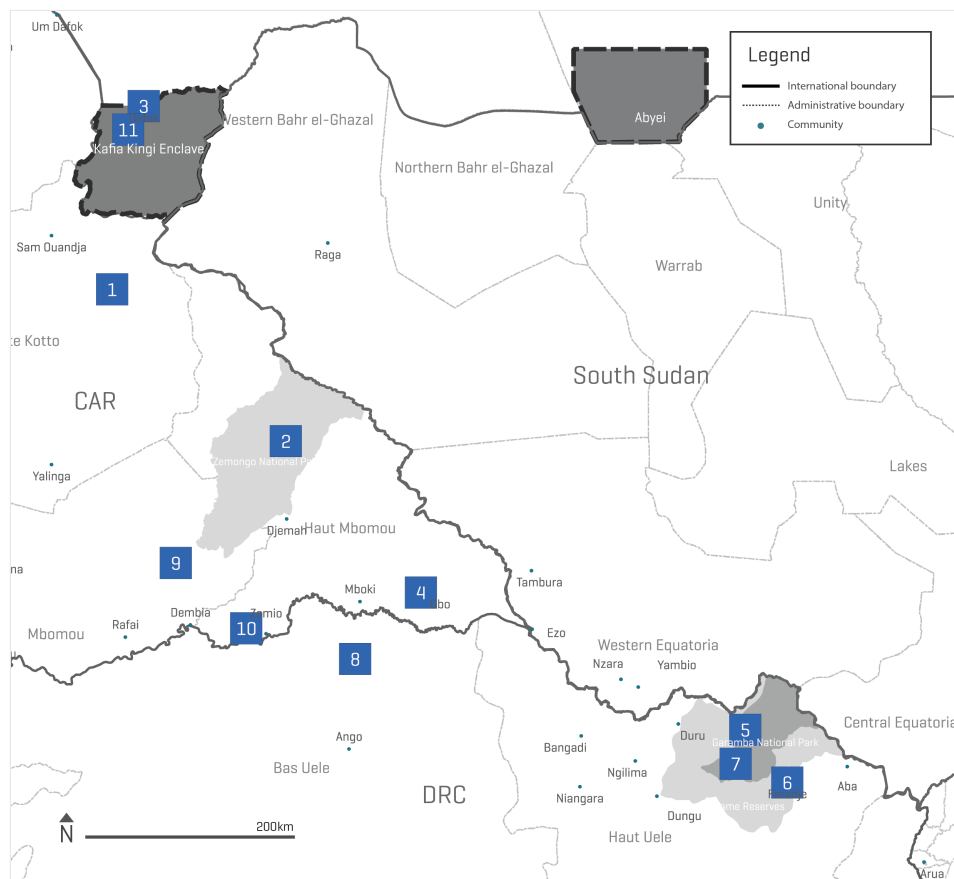 Um Dafok
Legend
International boundary
Administrative boundary
Community
3
11
Kafia Kingi Enclave
Western Bahr el-Ghazal
Abyei
Northern Bahr el-Ghazal
Unity
Sam Ouandja
Raga
Warrab
1
te Kotto
South Sudan
CAR
2
Zemongo National
Yalinga
Lakes
Djemah
Haut Mbomou
9
Tambura
4
Mboki
Dembia
Rafai
10
Mbomou
Ezo
8
Western Equatoria
Nzara
Yambio
Central Equatoria
5
Duru
Garamba National Park
Ango
Bangadi
7
Bas Uele
Ngilima
6
Aba
DRC
Niangara
Reserves
Dungu
Haut Uele
N
200km
Arua